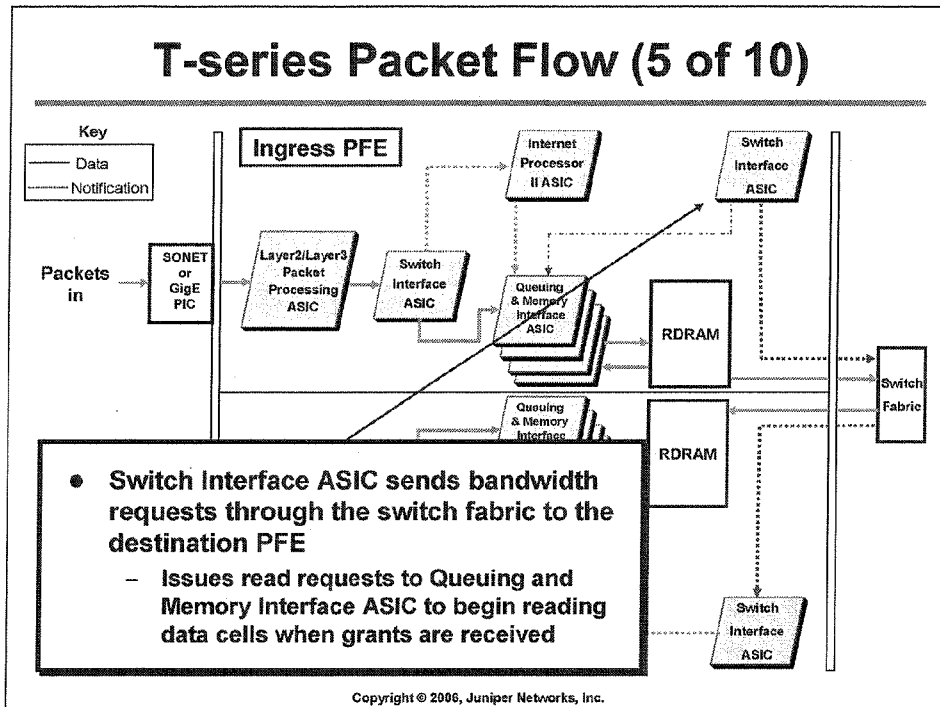 T-series Packet Flow (5 of 10)
Key
Data
Notification
Ingress PFE
Internet
Processor
II ASIC
Switch
Interface
ASIC
Packets
in
SONET
or
GigE
PIC
Layer2/Layer3
Packet
Processing
ASIC
Switch
Interface
ASIC
Queuing
& Memory
Interface
ASIC
RDRAM
Switch
Fabric
Queuing
& Memory
Interface
RDRAM
• Switch Interface ASIC sends bandwidth
requests through the switch fabric to the
destination PFE
– Issues read requests to Queuing and
Memory Interface ASIC to begin reading
data cells when grants are received
Switch
Interface
ASIC
Copyright © 2006, Juniper Networks, Inc.